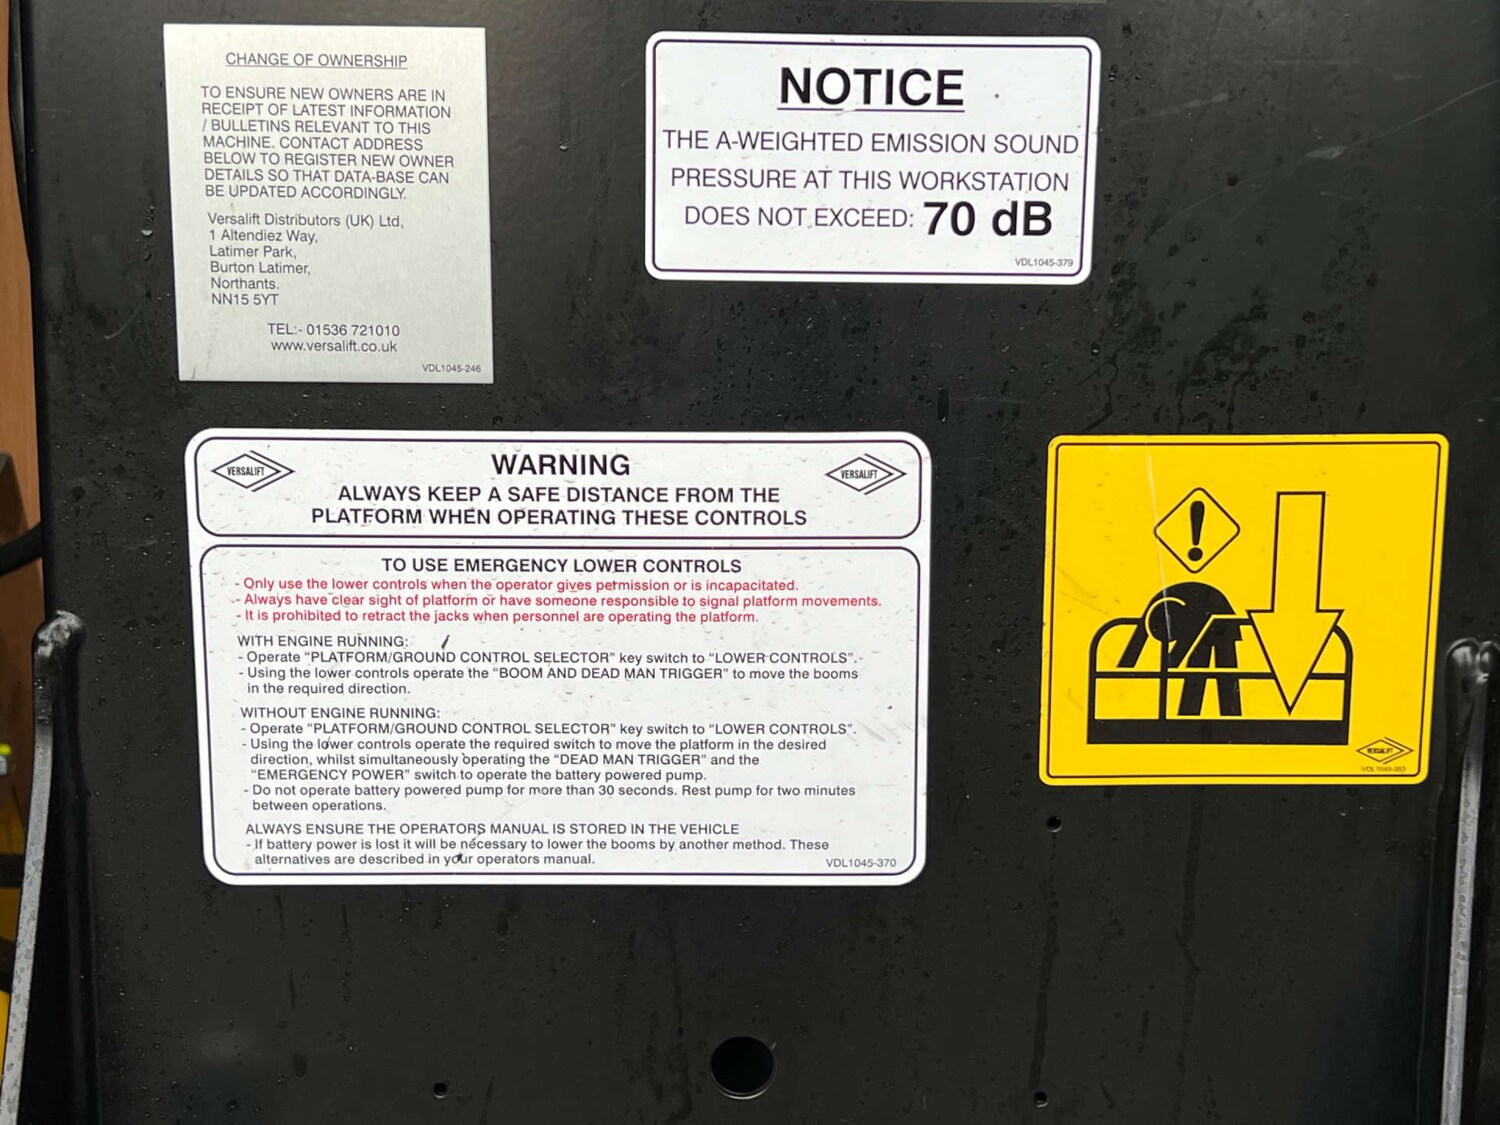 CHANGE OF OWNERSHIP
TO ENSURE NEW OWNERS ARE IN
RECEIPT OF LATEST INFORMATION
/ BULLETINS RELEVANT TO THIS
MACHINE. CONTACT ADDRESS
BELOW TO REGISTER NEW OWNER
DETAILS SO THAT DATA-BASE CAN
BE UPDATED ACCORDINGLY.
Versalift Distributors (UK) Ltd,
1 Altendiez Way,
Latimer Park,
Burton Latimer,
Northants.
NN15 5YT
TEL:- 01536 721010
www.versalift.co.uk
VDL1045-246
NOTICE
THE A-WEIGHTED EMISSION SOUND
PRESSURE AT THIS WORKSTATION
DOES NOT EXCEED: 70 dB
VDL1045-379
VERSALIFT
VERSALIFT
WARNING
ALWAYS KEEP A SAFE DISTANCE FROM THE
PLATFORM WHEN OPERATING THESE CONTROLS
TO USE EMERGENCY LOWER CONTROLS
- Only use the lower controls when the operator gives permission or is incapacitated.
- Always have clear sight of platform or have someone responsible to signal platform movements.
- It is prohibited to retract the jacks when personnel are operating the platform.
WITH ENGINE RUNNING:
- Operate "PLATFORM/GROUND CONTROL SELECTOR" key switch to "LOWER CONTROLS".
- Using the lower controls operate the "BOOM AND DEAD MAN TRIGGER" to move the booms
in the required direction.
WITHOUT ENGINE RUNNING:
- Operate "PLATFORM/GROUND CONTROL SELECTOR" key switch to "LOWER CONTROLS".
- Using the lower controls operate the required switch to move the platform in the desired
direction, whilst simultaneously operating the "DEAD MAN TRIGGER" and the
"EMERGENCY POWER" switch to operate the battery powered pump.
- Do not operate battery powered pump for more than 30 seconds. Rest pump for two minutes
between operations.
ALWAYS ENSURE THE OPERATORS MANUAL IS STORED IN THE VEHICLE
- If battery power is lost it will be necessary to lower the booms by another method. These
alternatives are described in your operators manual.
VDL1045-370
!
VERSALIFT